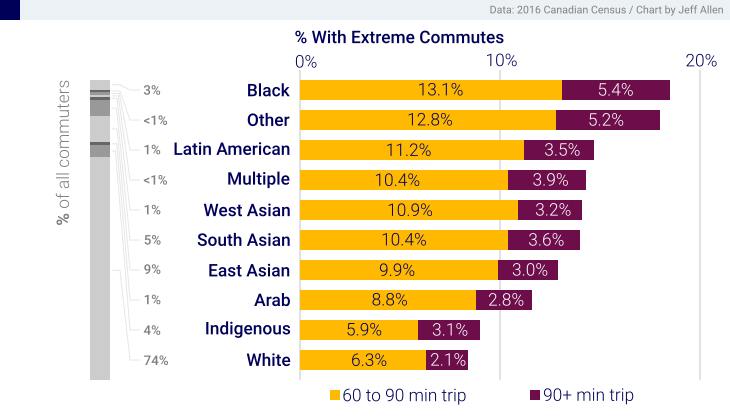 Data: 2016 Canadian Census / Chart by Jeff Allen
% With Extreme Commutes
0% 10% 20%
% of all commuters
3% Black 13.1% 5.4%
<1% Other 12.8% 5.2%
1% Latin American 11.2% 3.5%
<1% Multiple 10.4% 3.9%
1% West Asian 10.9% 3.2%
5% South Asian 10.4% 3.6%
9% East Asian 9.9% 3.0%
1% Arab 8.8% 2.8%
4% Indigenous 5.9% 3.1%
74% White 6.3% 2.1%
60 to 90 min trip 90+ min trip